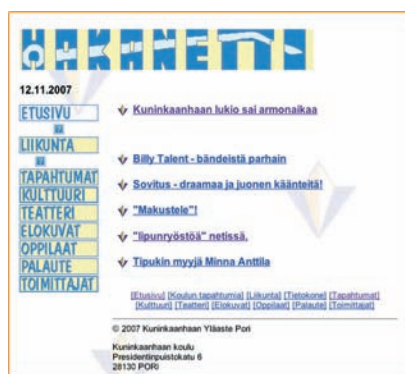 HAKANETTI
12.11.2007
ETUSIVU
LIIKUNTA
TAPAHTUMAT
KULTTUURI
TEATTERI
ELOKUVAT
OPPILAAT
PALAUTE
TOIMITTAJAT
Kuninkaanhaan lukio sai armonaikaa
Billy Talent - bändeistä parhain
Sovitus - draamaa ja juonen käänteitä!
"Makustele"!
"lipunryöstöä" netissä.
Tipukin myyjä Minna Anttila
[Etusivu] [Koulun tapahtumia] [Liikunta] [Tietokone] [Tapahtumat]
[Kulttuuri] [Teatteri] [Elokuvat] [Oppilaat] [Palaute] [Toimittajat]
© 2007 Kuninkaanhaan Yläaste Pori
Kuninkaanhaan koulu
Presidentinpuistokatu 6
28130 PORI